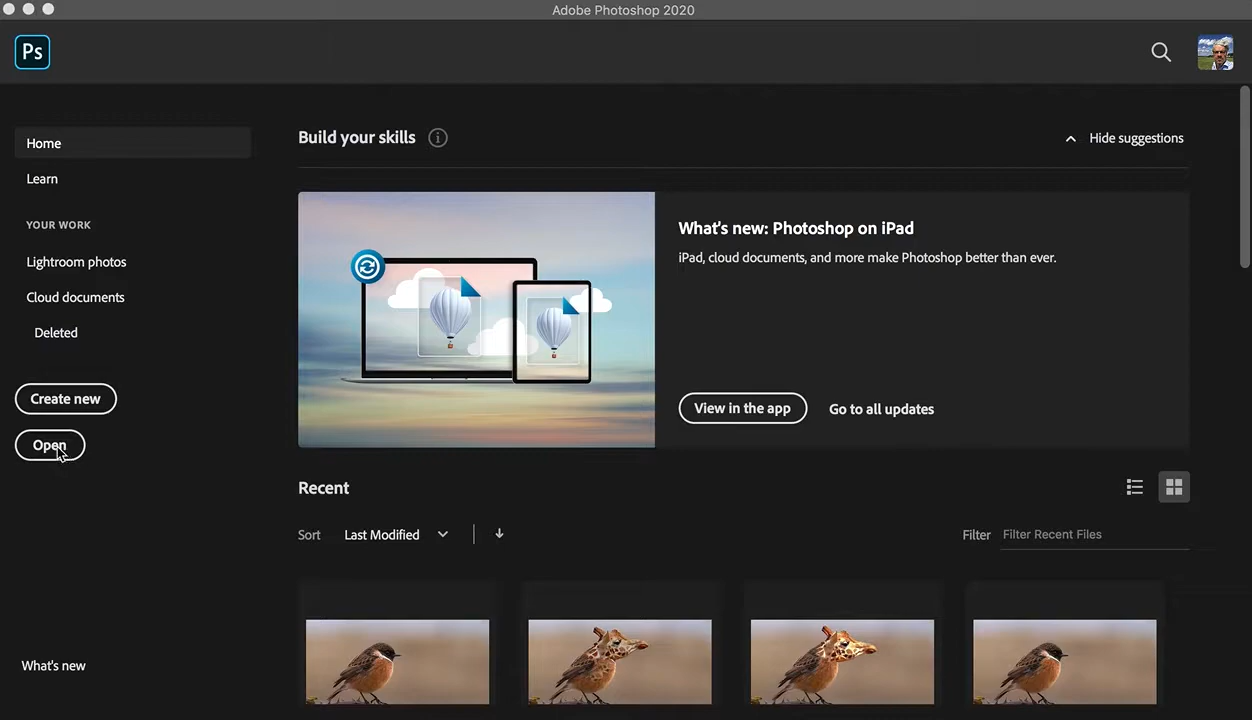 Adobe Photoshop 2020
Ps
Home
Learn
YOUR WORK
Lightroom photos
Cloud documents
Deleted
Create new
Open
What's new
Build your skills
Hide suggestions
What's new: Photoshop on iPad
iPad, cloud documents, and more make Photoshop better than ever.
View in the app Go to all updates
Recent
Sort Last Modified Filter Filter Recent Files